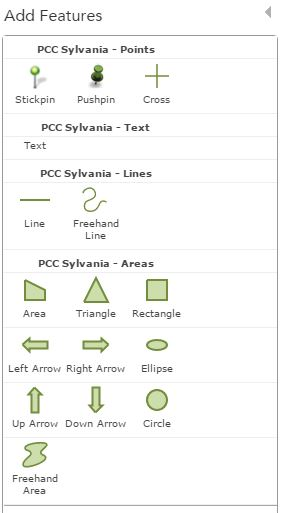 Add Features
PCC Sylvania - Points
Stickpin Pushpin Cross
PCC Sylvania - Text
Text
PCC Sylvania - Lines
Line Freehand Line
PCC Sylvania - Areas
Area Triangle Rectangle
Left Arrow Right Arrow Ellipse
Up Arrow Down Arrow Circle
Freehand
Area